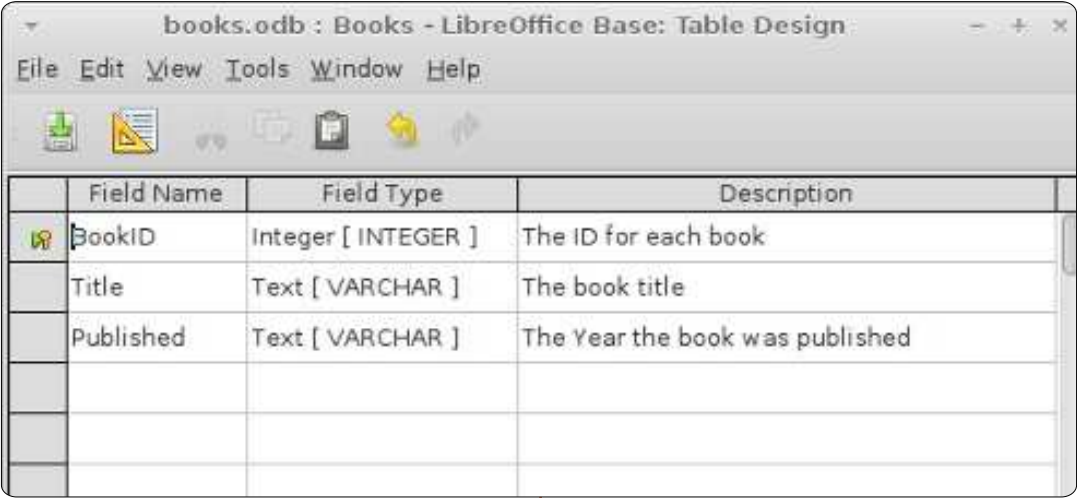 books.odb : Books - LibreOffice Base: Table Design
File Edit View Tools Window Help
Field Name Field Type Description
BookID Integer [ INTEGER ] The ID for each book
Title Text [ VARCHAR ] The book title
Published Text [ VARCHAR ] The Year the book was published